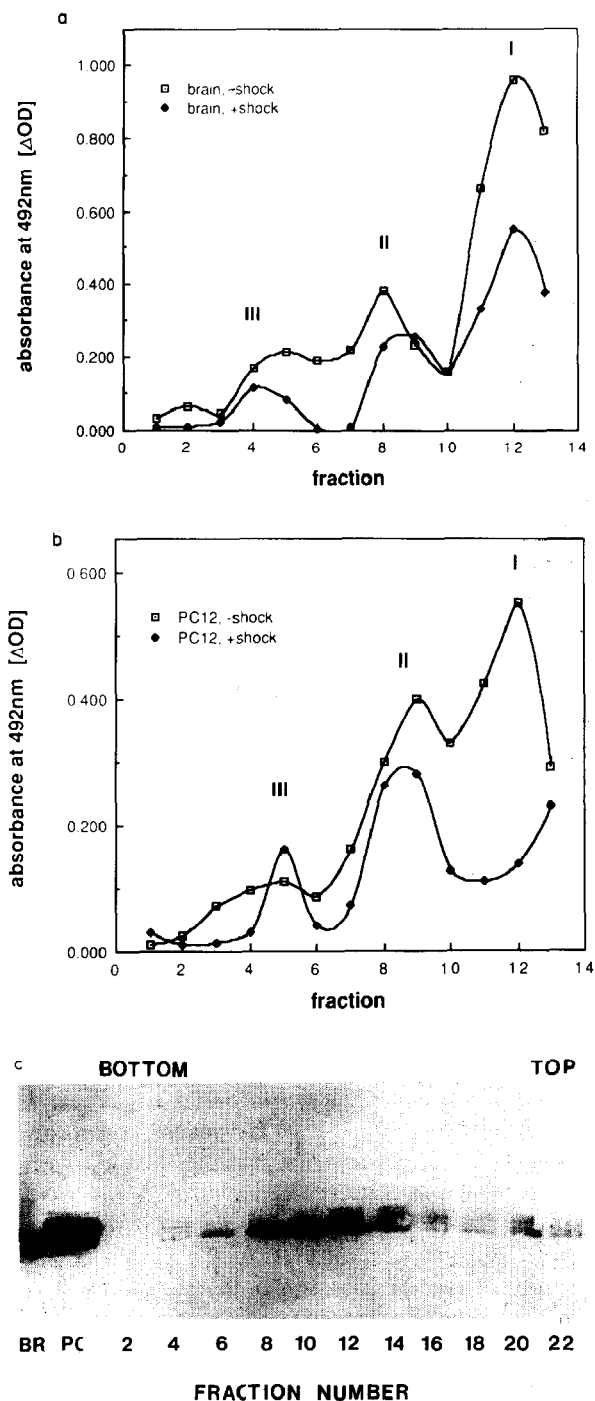 a
I
II
III
brain, -shock
brain, +shock
absorbance at 492nm [ΔOD]
1.000
0.800
0.600
0.400
0.200
0.000
0 2 4 6 8 10 12 14
fraction
b
I
II
III
PC12, -shock
PC12, +shock
absorbance at 492nm [ΔOD]
0 600
0.400
0.200
0.000
0 2 4 6 8 10 12 14
fraction
c
BOTTOM TOP
BR PC 2 4 6 8 10 12 14 16 18 20 22
FRACTION NUMBER